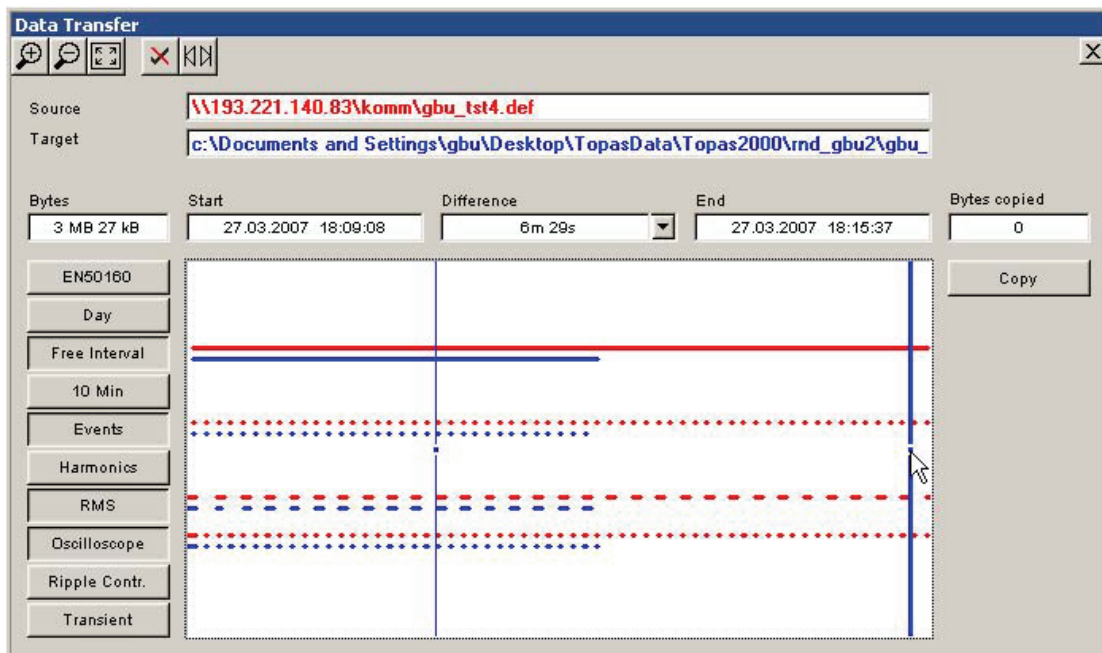 Data Transfer
Source
\\193.221.140.83\komm\gbu_tst4.def
Target
c:\Documents and Settings\gbu\Desktop\TopasData\Topas2000\rnd_gbu2\gbu_
Bytes Start Difference End Bytes copied
3 MB 27 kB 27.03.2007 18:09:08 6m 29s 27.03.2007 18:15:37 0
EN50160
Copy
Day
Free Interval
10 Min
Events
Harmonics
RMS
Oscilloscope
Ripple Contr.
Transient